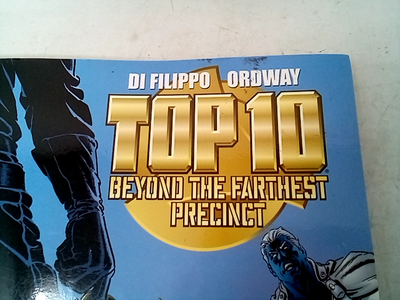 DI FILIPPO ORDWAY
TOP 10
BEYOND THE FARTHEST
PRECINCT